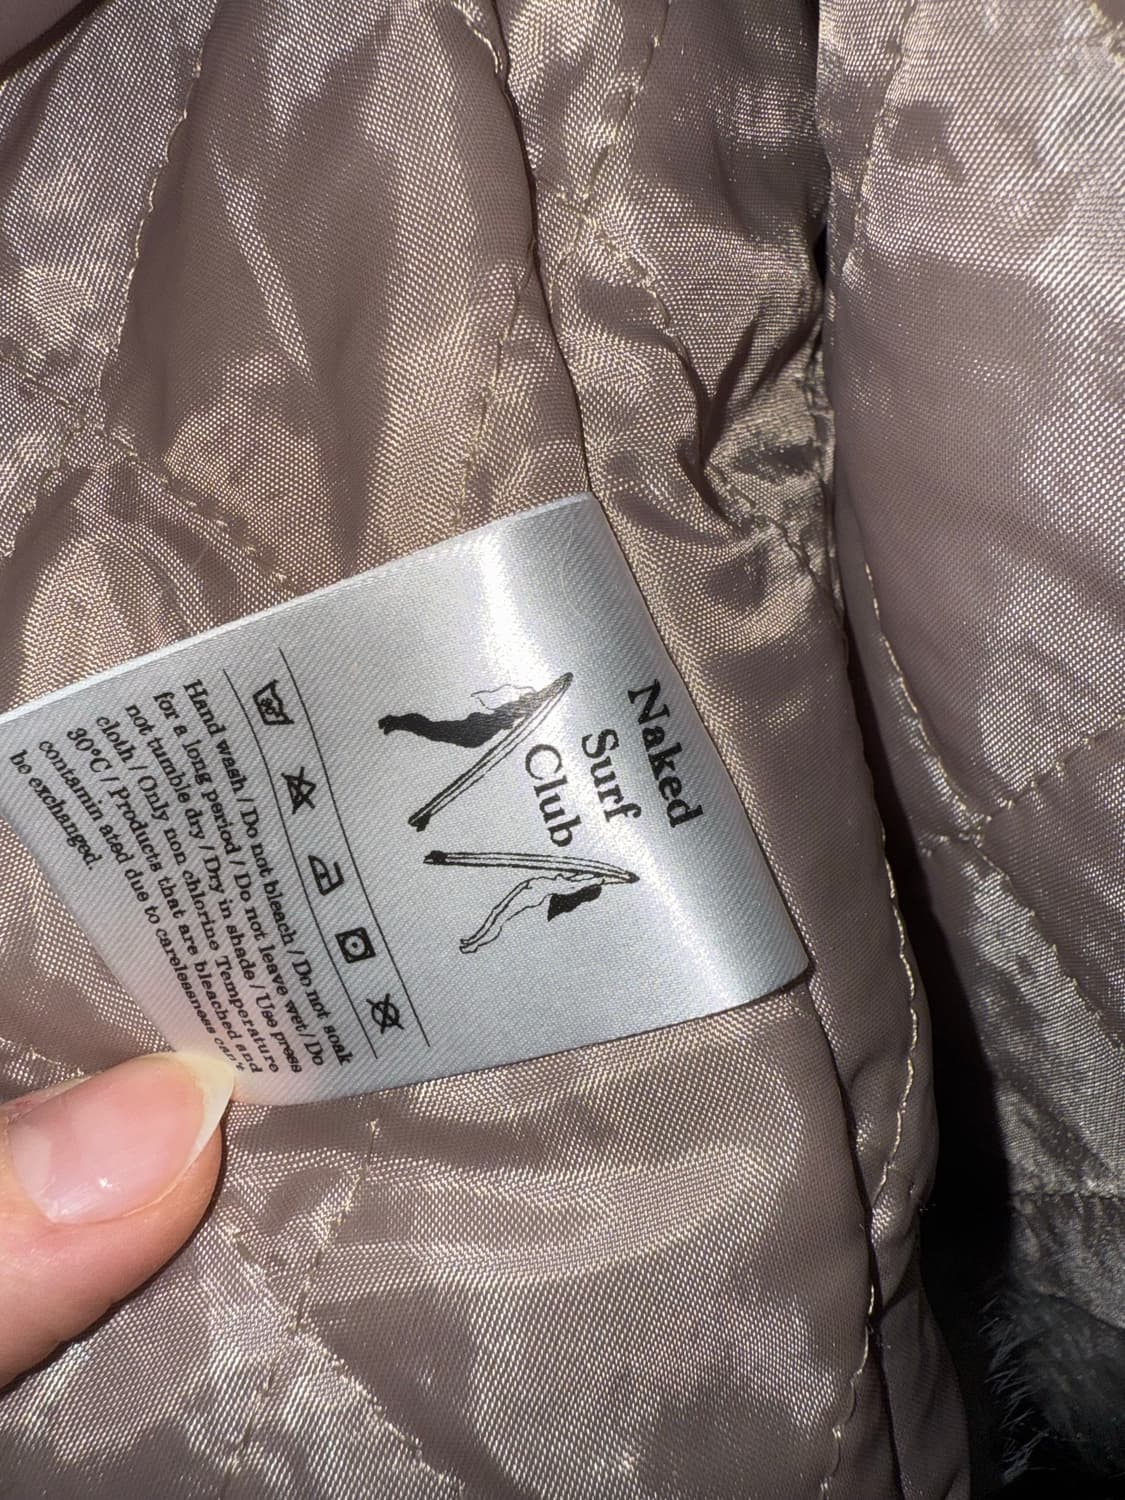 Naked
Surf
Club
30
Hand wash / Do not bleach / Do not soak
for a long period / Do not leave wet / Do
not tumble dry / Dry in shade / Use press
cloth / Only non chlorine Temperature
30°C / Products that are bleached and
contamin ated due to carelessness can't
be exchanged.